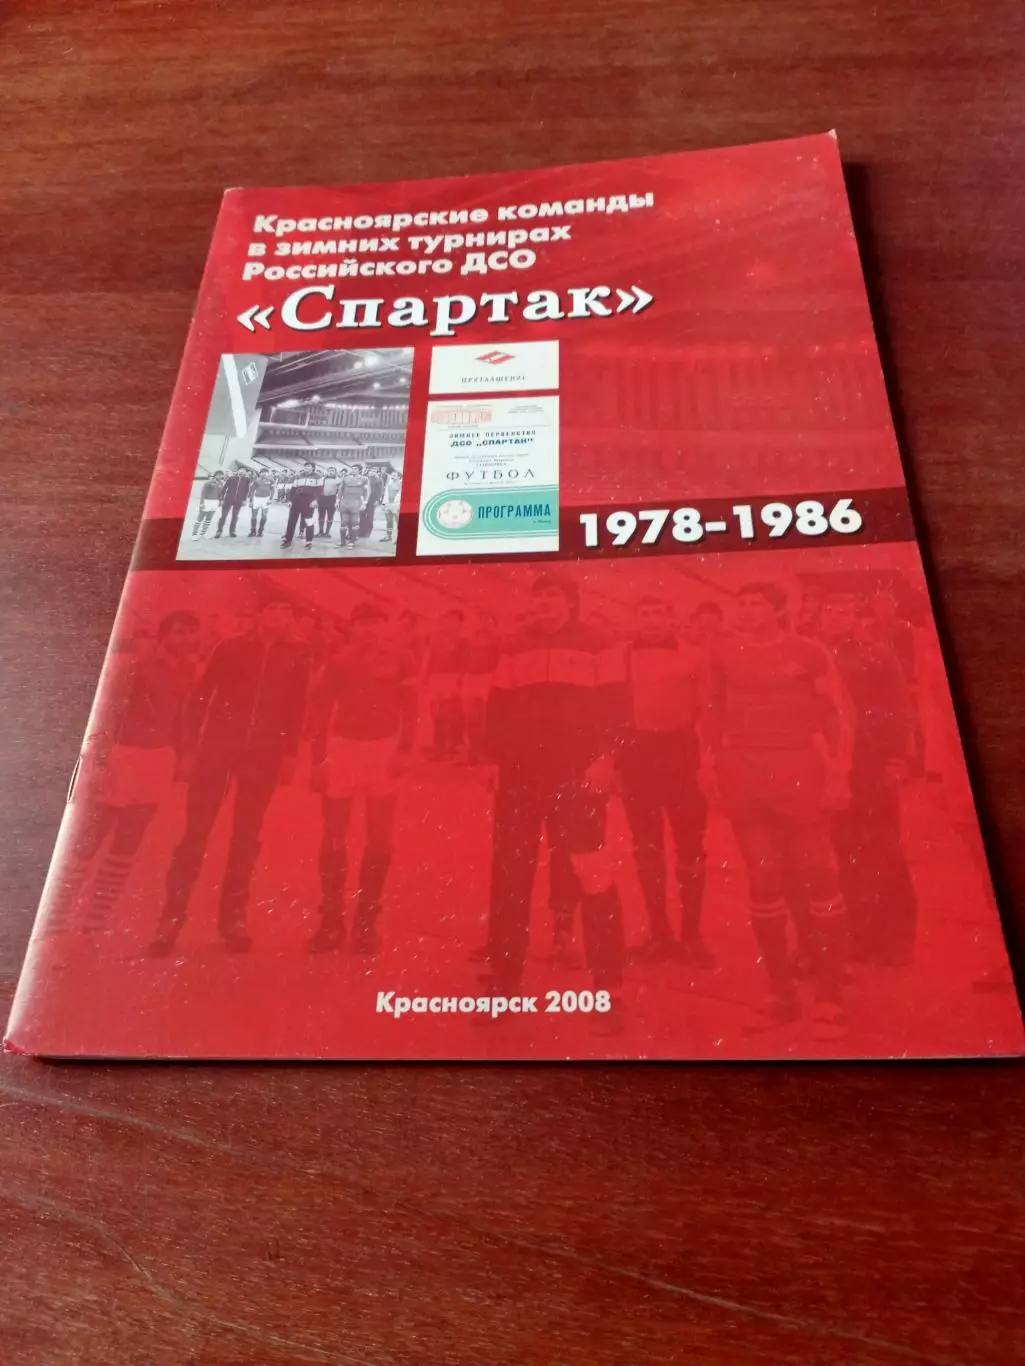 Красноярские команды
в зимних турнирах
Российского ДСО
«Спартак»
ПРИГЛАШЕНИЕ
ЗИМНЕЕ ПЕРВЕНСТВО
ДСО „СПАРТАК"
ФУТБОЛ
ПРОГРАММА
1978-1986
Красноярск 2008